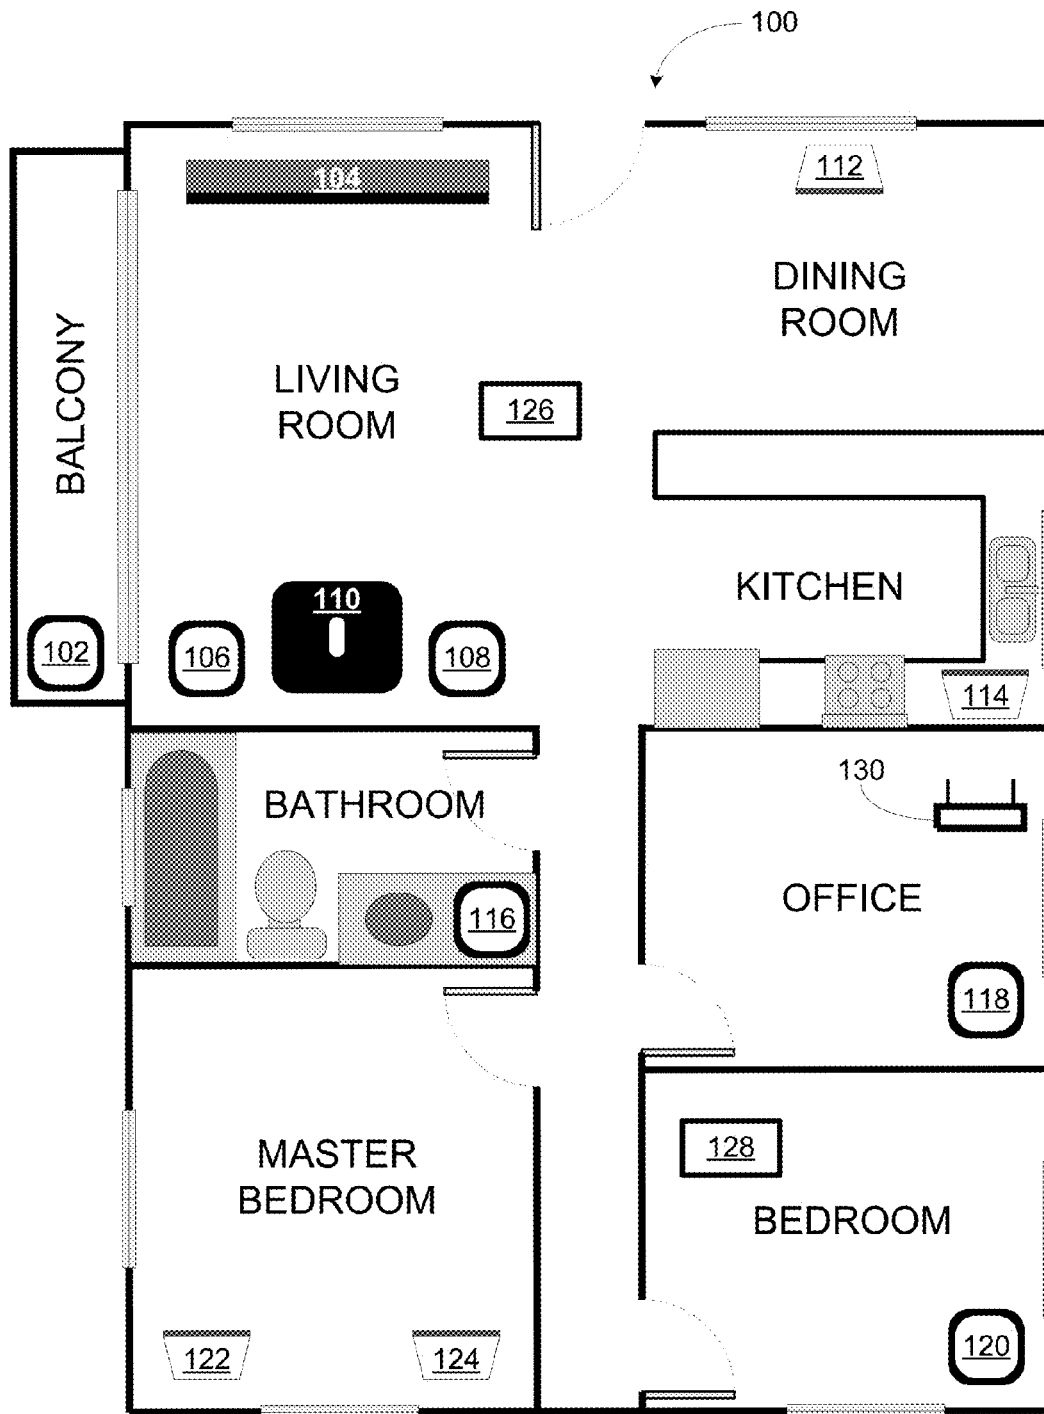 100
104
112
DINING
ROOM
BALCONY
LIVING
ROOM
126
KITCHEN
110
102
106
108
114
130
BATHROOM
OFFICE
116
118
MASTER
BEDROOM
128
BEDROOM
122
124
120